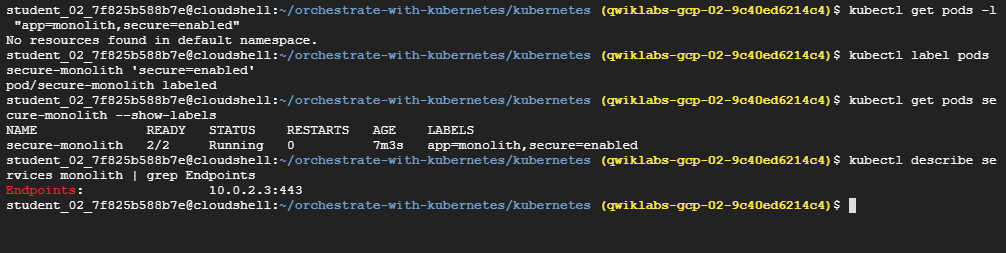 student_02_7f825b588b7e@cloudshell:~/orchestrate-with-kubernetes/kubernetes (qwiklabs-gcp-02-9c40ed6214c4)$ kubectl get pods -l
"app=monolith,secure=enabled"
No resources found in default namespace.
student_02_7f825b588b7e@cloudshell:~/orchestrate-with-kubernetes/kubernetes (qwiklabs-gcp-02-9c40ed6214c4)$ kubectl label pods
secure-monolith 'secure=enabled'
pod/secure-monolith labeled
student_02_7f825b588b7e@cloudshell:~/orchestrate-with-kubernetes/kubernetes (qwiklabs-gcp-02-9c40ed6214c4)$ kubectl get pods se
cure-monolith --show-labels
NAME READY STATUS RESTARTS AGE LABELS
secure-monolith 2/2 Running 0 7m3s app=monolith,secure=enabled
student_02_7f825b588b7e@cloudshell:~/orchestrate-with-kubernetes/kubernetes (qwiklabs-gcp-02-9c40ed6214c4)$ kubectl describe se
rvices monolith | grep Endpoints
Endpoints: 10.0.2.3:443
student_02_7f825b588b7e@cloudshell:~/orchestrate-with-kubernetes/kubernetes (qwiklabs-gcp-02-9c40ed6214c4)$